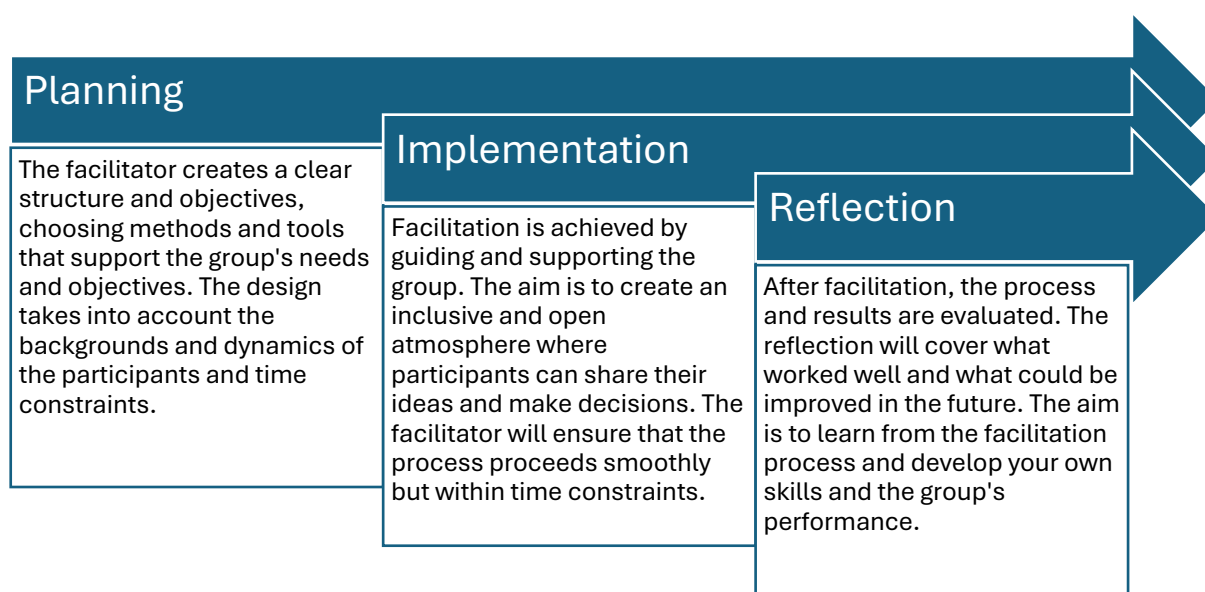 Planning
The facilitator creates a clear
structure and objectives,
choosing methods and tools
that support the group's needs
and objectives. The design
takes into account the
backgrounds and dynamics of
the participants and time
constraints.
Implementation
Facilitation is achieved by
guiding and supporting the
group. The aim is to create an
inclusive and open
atmosphere where
participants can share their
ideas and make decisions. The
facilitator will ensure that the
process proceeds smoothly
but within time constraints.
Reflection
After facilitation, the process
and results are evaluated. The
reflection will cover what
worked well and what could be
improved in the future. The aim
is to learn from the facilitation
process and develop your own
skills and the group's
performance.